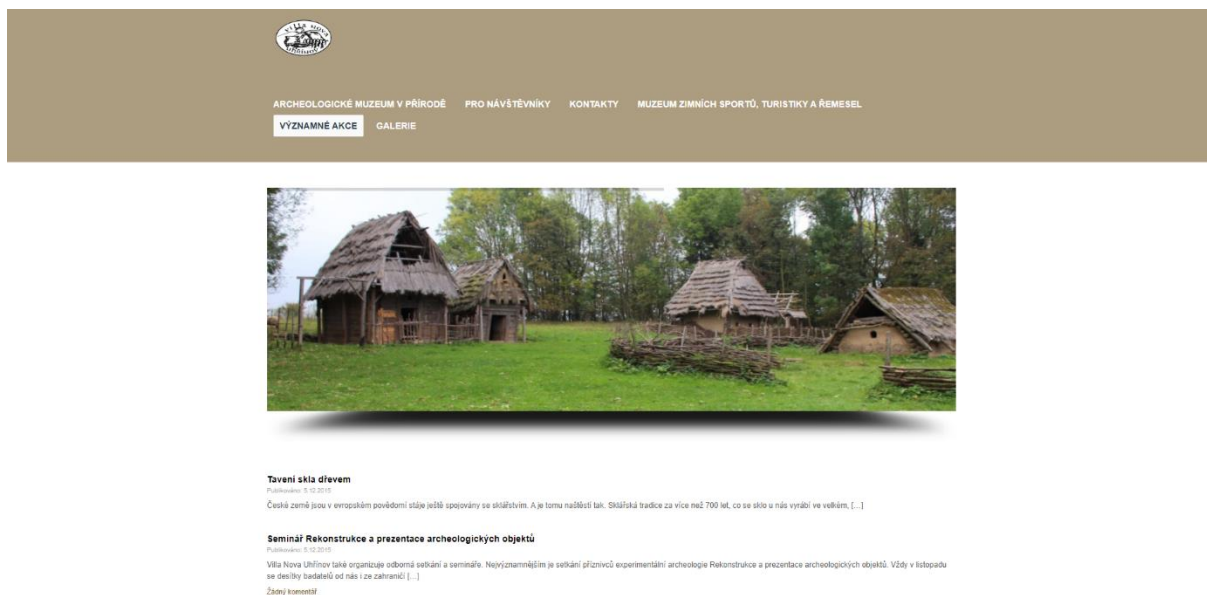 VILLA NOVA
UHŘÍNOV
ARCHEOLOGICKÉ MUZEUM V PŘÍRODĚ PRO NÁVŠTĚVNÍKY KONTAKTY MUZEUM ZIMNÍCH SPORTŮ, TURISTIKY A ŘEMESEL
VÝZNAMNÉ AKCE GALERIE
Tavení skla dřevem
Publikováno: 5.12.2015
České země jsou v evropském povědomí stále ještě spojovány se sklářstvím. A je tomu naštěstí tak. Sklářská tradice za více než 700 let, co se sklo u nás vyrábí ve velkém, […]
Seminář Rekonstrukce a prezentace archeologických objektů
Publikováno: 5.12.2015
Villa Nova Uhřínov také organizuje odborná setkání a semináře. Nejvýznamnějším je setkání příznivců experimentální archeologie Rekonstrukce a prezentace archeologických objektů. Vždy v listopadu
se desítky badatelů od nás i ze zahraničí […]
Žádný komentář